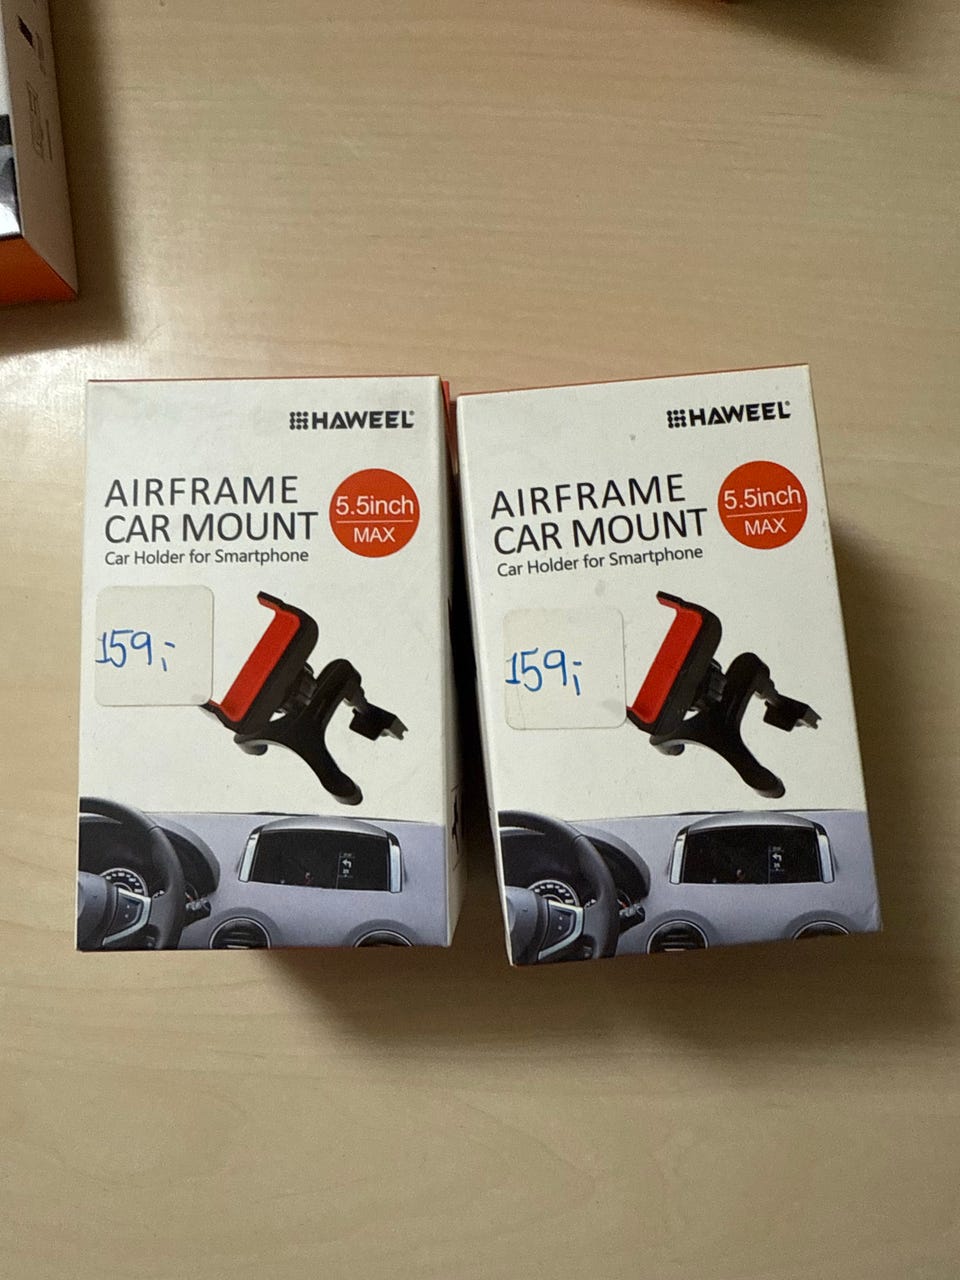 HAWEEL®
AIRFRAME
CAR MOUNT
Car Holder for Smartphone
5.5inch
MAX
159,-
HAWEEL®
AIRFRAME
CAR MOUNT
Car Holder for Smartphone
5.5inch
MAX
159,-